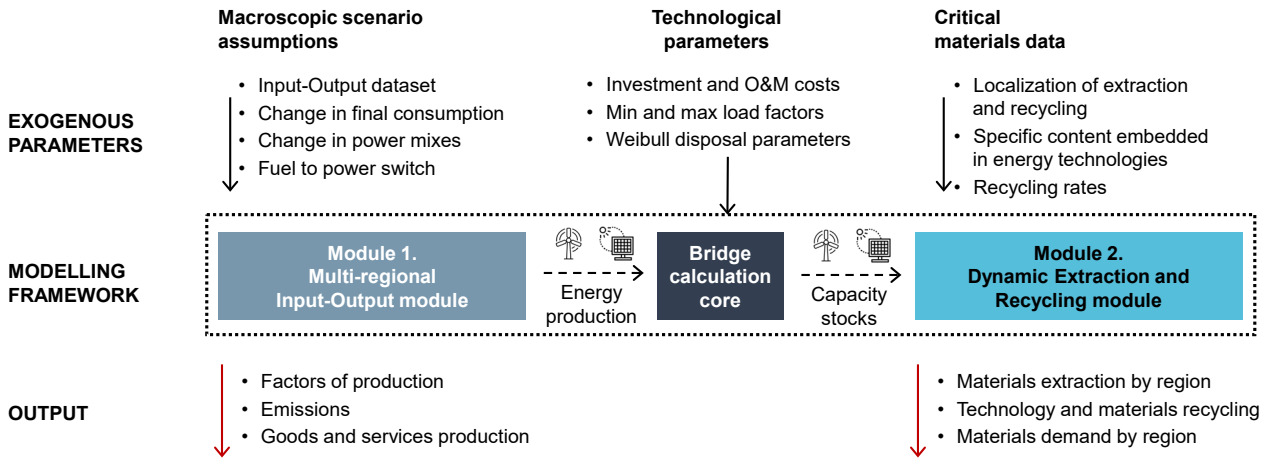 Macroscopic scenario
assumptions
Technological
parameters
Critical
materials data
EXOGENOUS
PARAMETERS
• Input-Output dataset
• Change in final consumption
• Change in power mixes
• Fuel to power switch
• Investment and O&M costs
• Min and max load factors
• Weibull disposal parameters
• Localization of extraction
and recycling
• Specific content embedded
in energy technologies
• Recycling rates
MODELLING
FRAMEWORK
Module 1.
Multi-regional
Input-Output module
Energy
production
Bridge
calculation
core
Capacity
stocks
Module 2.
Dynamic Extraction and
Recycling module
OUTPUT
• Factors of production
• Emissions
• Goods and services production
• Materials extraction by region
• Technology and materials recycling
• Materials demand by region